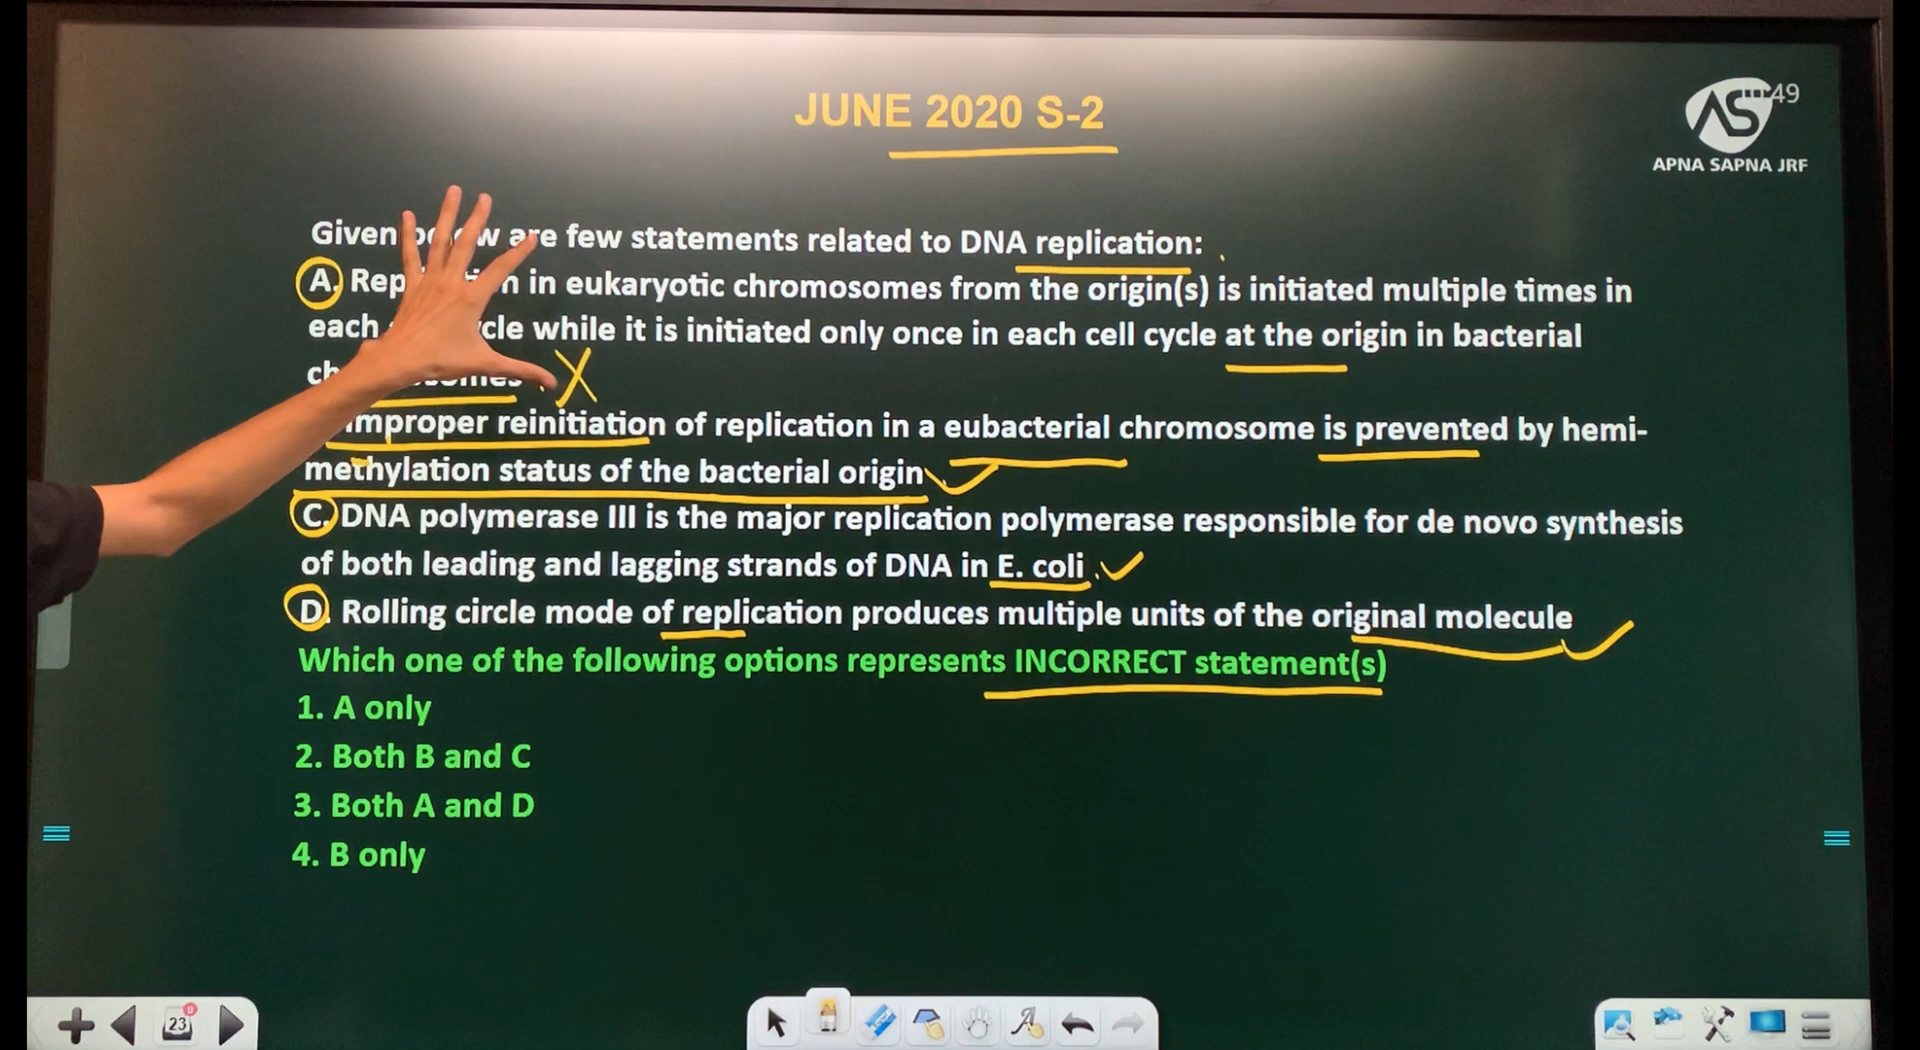 JUNE 2020 S-2
49
AS
APNA SAPNA JRF
Given are few statements related to DNA replication:
A. in eukaryotic chromosomes from the origin(s) is initiated multiple times in
each while it is initiated only once in each cell cycle at the origin in bacterial
improper reinitiation of replication in a eubacterial chromosome is prevented by hemi-
methylation status of the bacterial origin
C. DNA polymerase III is the major replication polymerase responsible for de novo synthesis
of both leading and lagging strands of DNA in E. coli.
D. Rolling circle mode of replication produces multiple units of the original molecule
Which one of the following options represents INCORRECT statement(s)
1. A only
2. Both B and C
3. Both A and D
4. B only
23
0